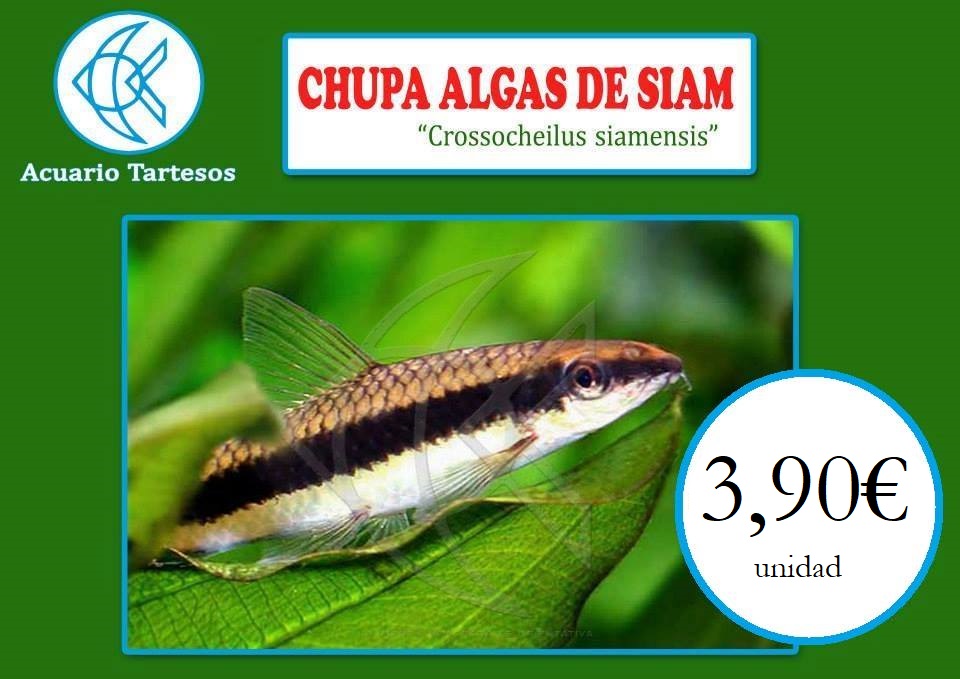 Acuario Tartesos
CHUPA ALGAS DE SIAM
“Crossocheilus siamensis”
3,90€
unidad